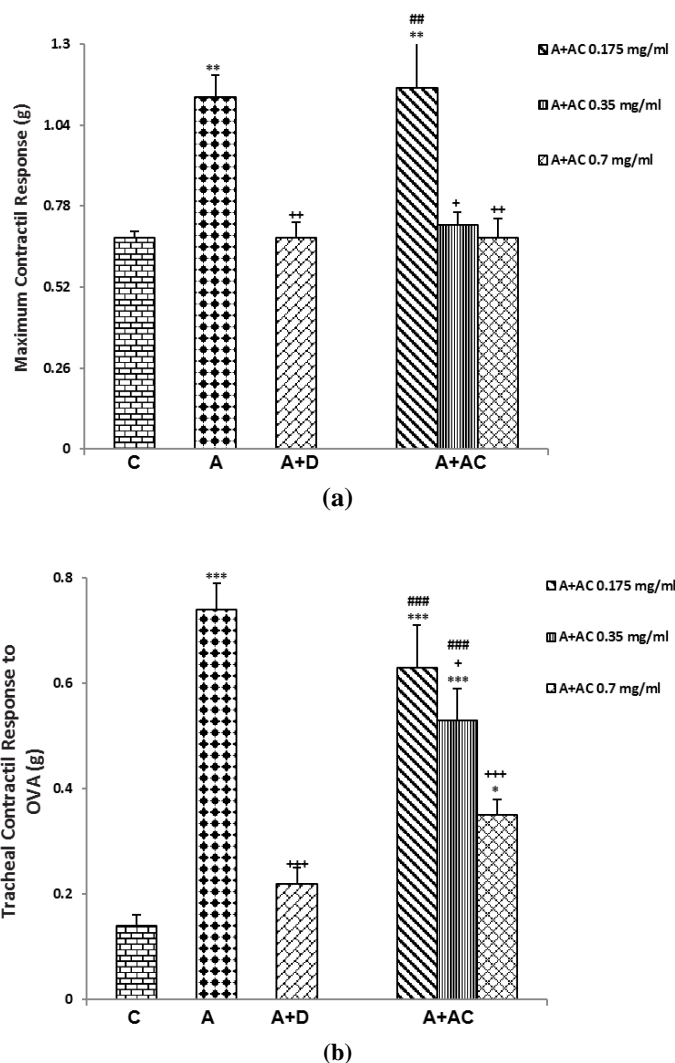 1.3
1.04
0.78
0.52
0.26
0
Maximum Contractil Response (g)
**
++
##
**
+
++
C
A
A+D
A+AC
A+AC 0.175 mg/ml
A+AC 0.35 mg/ml
A+AC 0.7 mg/ml
(a)
0.8
0.6
0.4
0.2
0
Tracheal Contractil Response to
OVA (g)
***
+++
###
***
###
+
***
+++
*
C
A
A+D
A+AC
A+AC 0.175 mg/ml
A+AC 0.35 mg/ml
A+AC 0.7 mg/ml
(b)